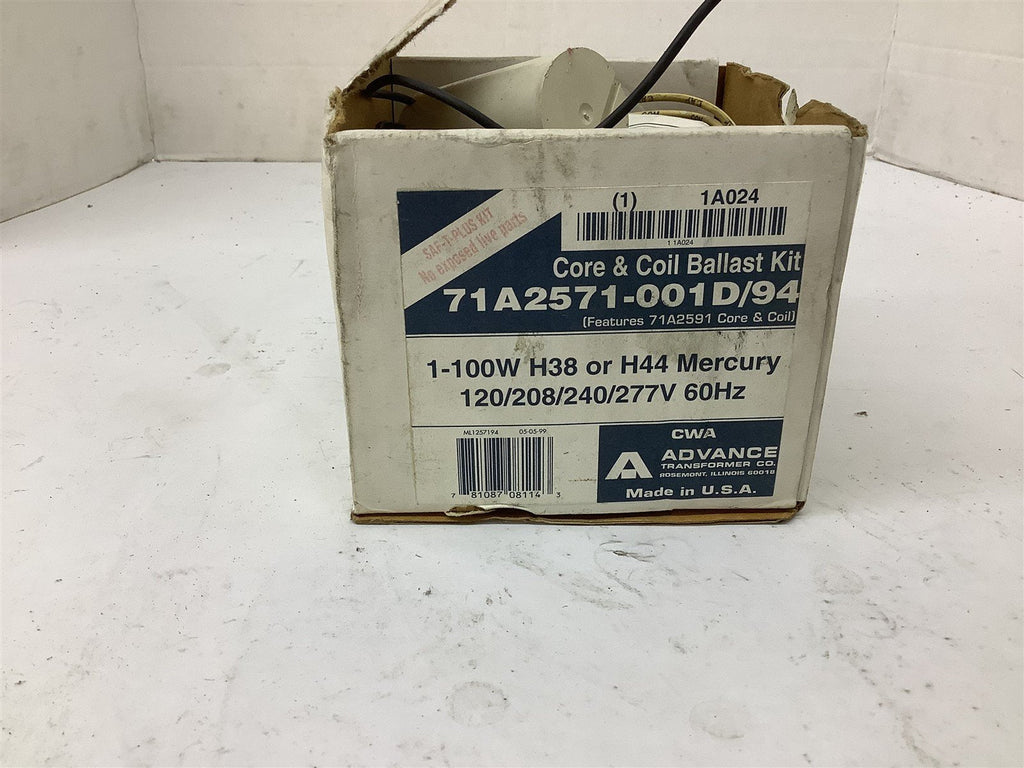 (1) 1A024
1 1A024
SAF-T-PLUS KIT
No exposed live parts
Core & Coil Ballast Kit
71A2571-001D/94
(Features 71A2591 Core & Coil)
1-100W H38 or H44 Mercury
120/208/240/277V 60Hz
ML1257194 05-05-99
7 81087 08114 3
CWA
ADVANCE
TRANSFORMER CO.
ROSEMONT, ILLINOIS 60018
Made in U.S.A.